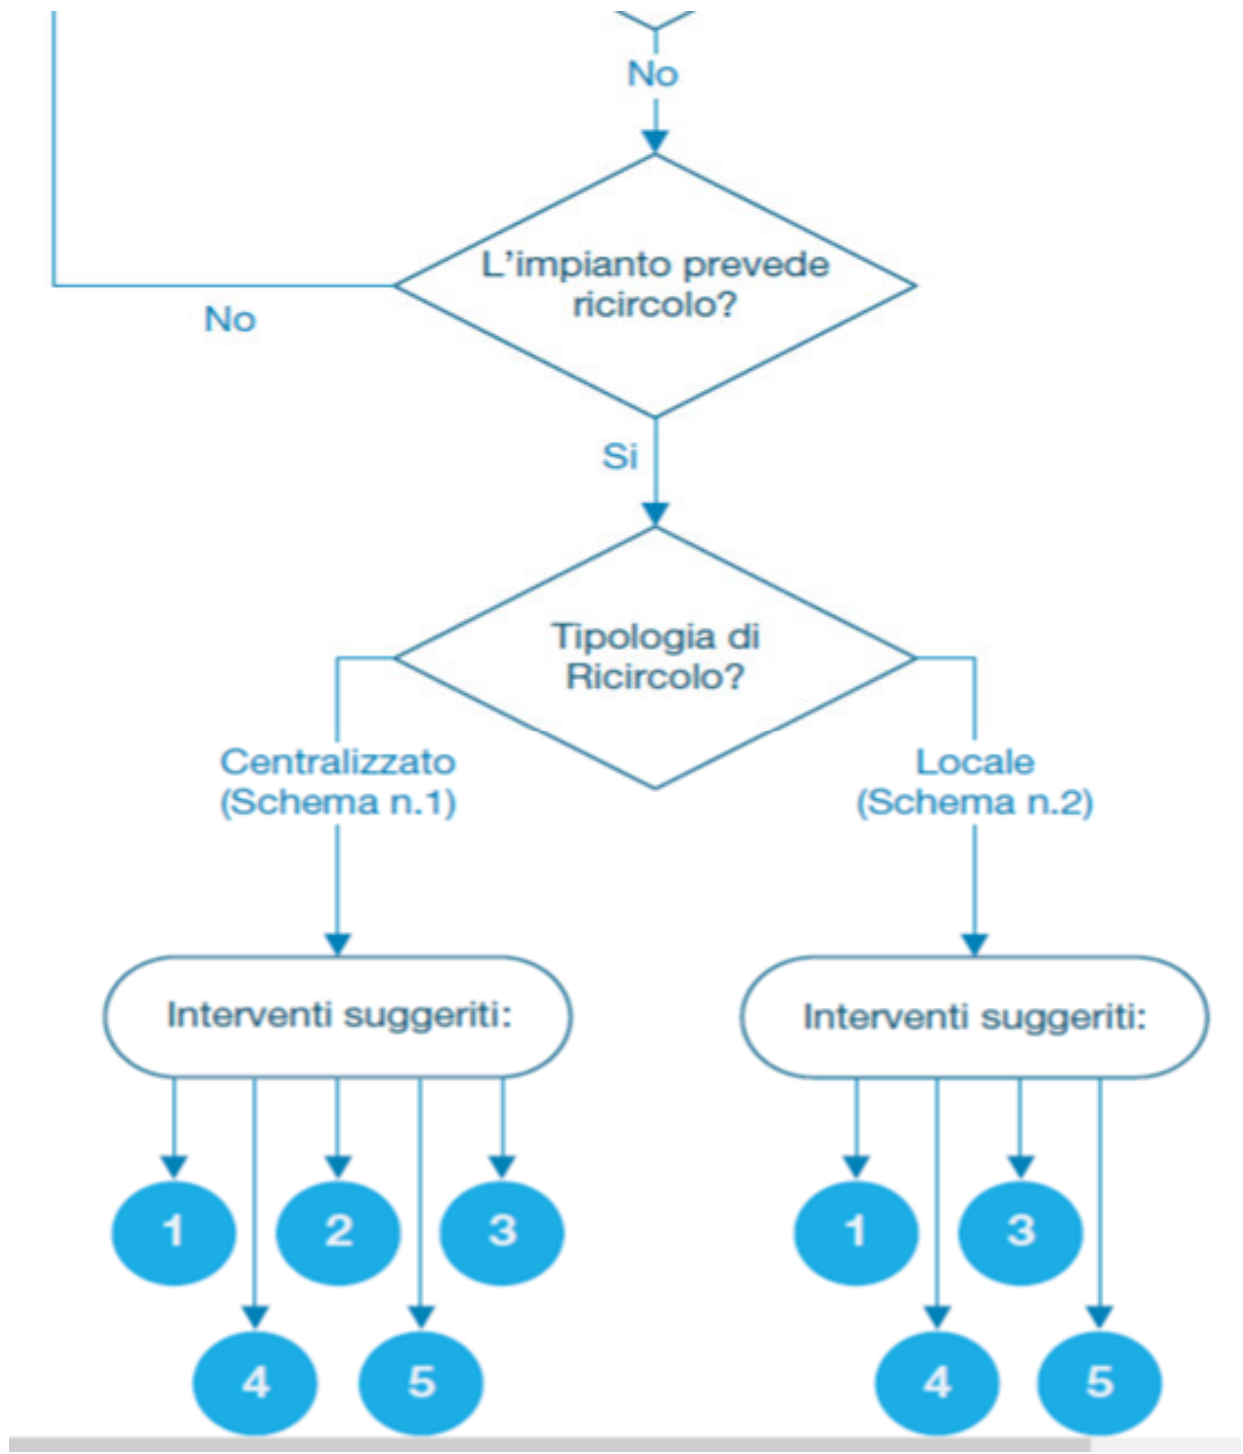 No
L’impianto prevede
ricircolo?
No
Si
Tipologia di
Ricircolo?
Centralizzato
(Schema n.1)
Locale
(Schema n.2)
Interventi suggeriti:
Interventi suggeriti:
1 2 3
1 3
4 5
4 5